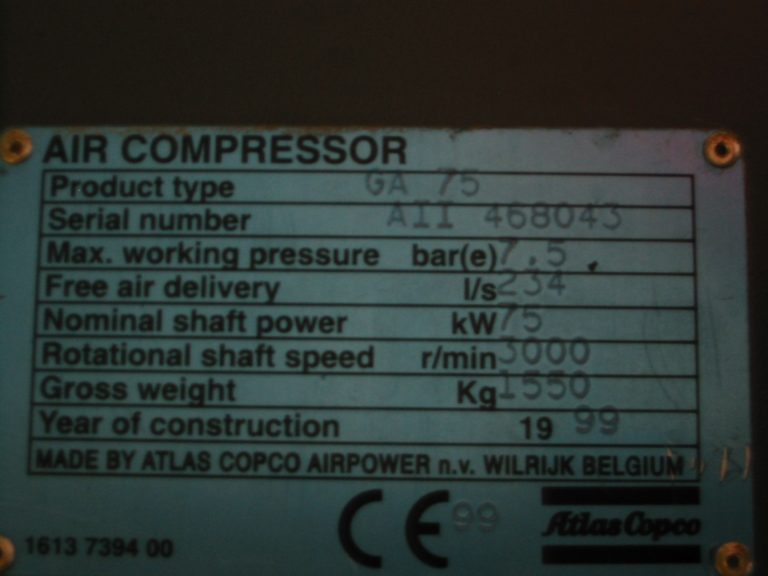 AIR COMPRESSOR
Product type GA 75
Serial number AII 468043
Max. working pressure bar(e) 7.5
Free air delivery l/s 234
Nominal shaft power kW 75
Rotational shaft speed r/min 3000
Gross weight Kg 1550
Year of construction 19 99
MADE BY ATLAS COPCO AIRPOWER n.v. WILRIJK BELGIUM
CE 99 Atlas Copco
1613 7394 00